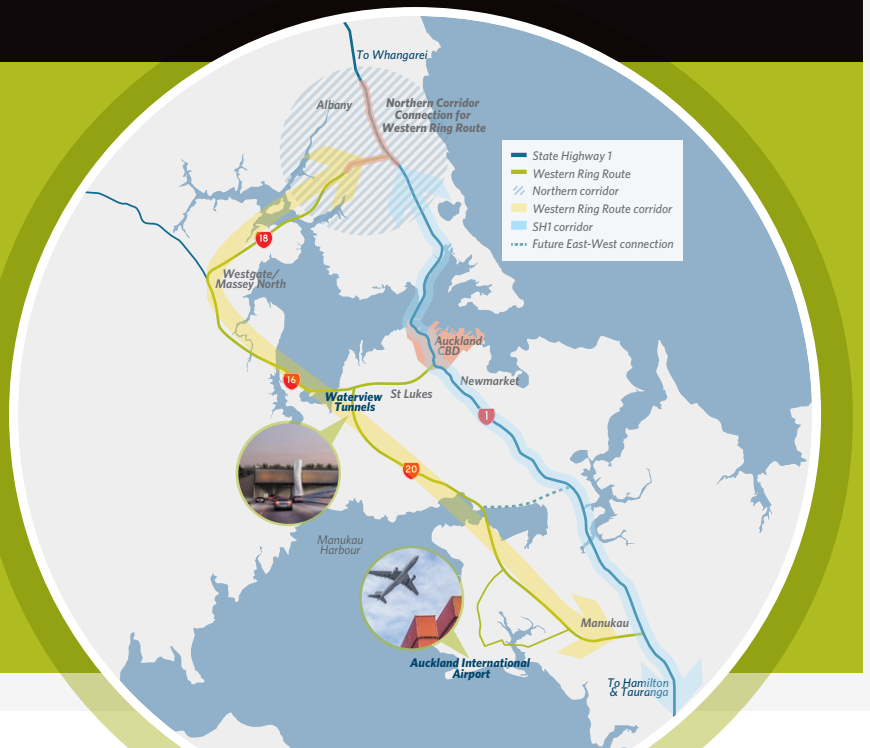 To Whangarei
Albany
Northern Corridor
Connection for
Western Ring Route
State Highway 1
Western Ring Route
Northern corridor
Western Ring Route corridor
SH1 corridor
Future East-West connection
18
Westgate/
Massey North
Auckland
CBD
16
Newmarket
St Lukes
Waterview
Tunnels
1
20
Manukau
Harbour
Manukau
Auckland International
Airport
To Hamilton
& Tauranga